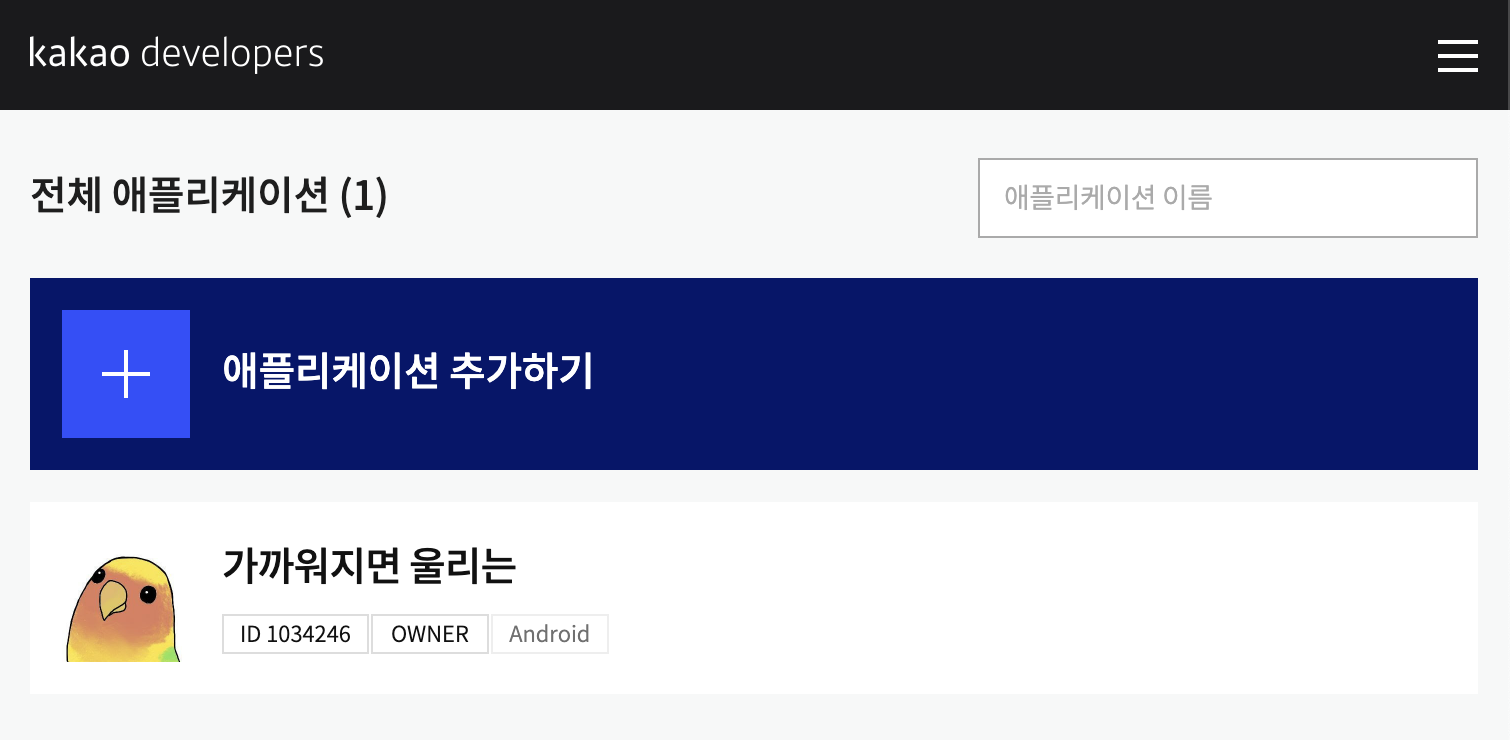 kakao developers
전체 애플리케이션 (1)
애플리케이션 이름
애플리케이션 추가하기
가까워지면 울리는
ID 1034246 OWNER Android